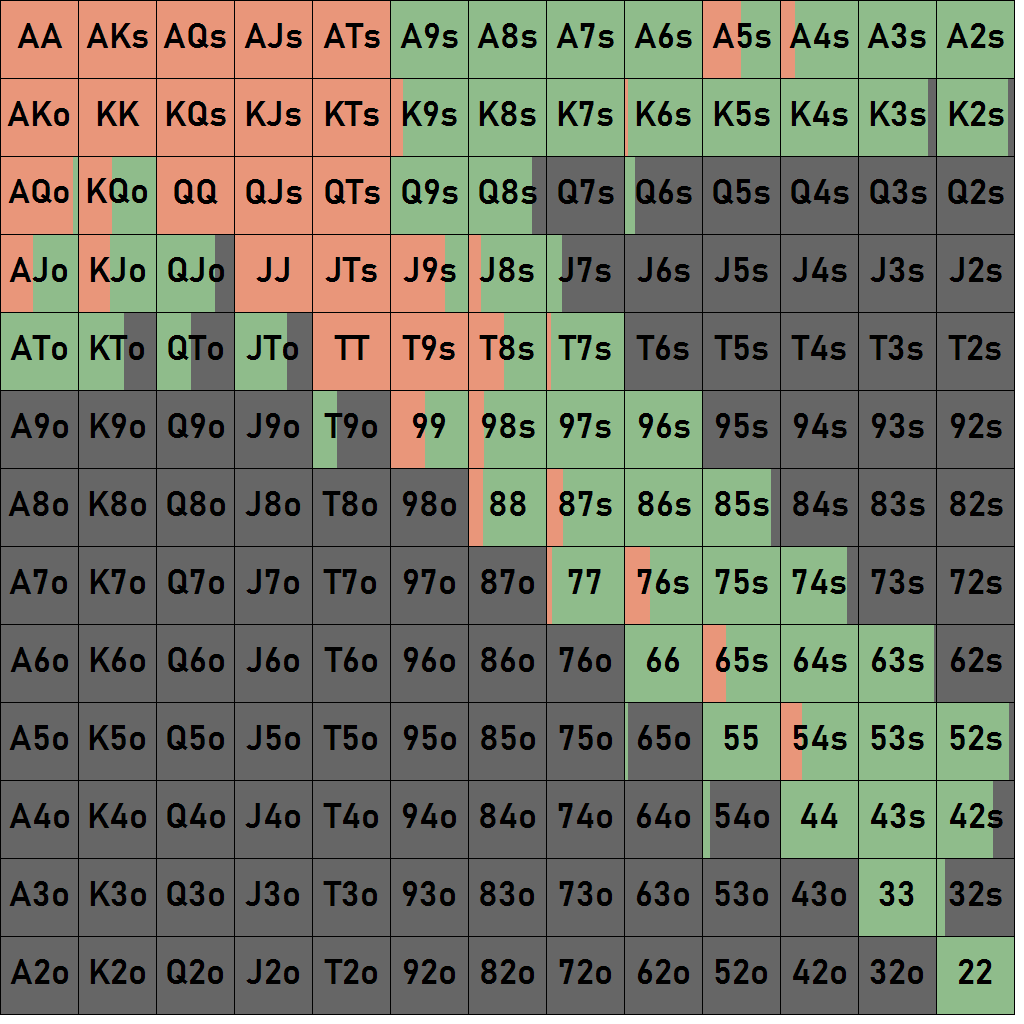 AA AKs AQs AJs ATs A9s A8s A7s A6s A5s A4s A3s A2s
AKo KK KQs KJs KTs K9s K8s K7s K6s K5s K4s K3s K2s
AQo KQo QQ QJs QTs Q9s Q8s Q7s Q6s Q5s Q4s Q3s Q2s
AJo KJo QJo JJ JTs J9s J8s J7s J6s J5s J4s J3s J2s
ATo KTo QTo JTo TT T9s T8s T7s T6s T5s T4s T3s T2s
A9o K9o Q9o J9o T9o 99 98s 97s 96s 95s 94s 93s 92s
A8o K8o Q8o J8o T8o 98o 88 87s 86s 85s 84s 83s 82s
A7o K7o Q7o J7o T7o 97o 87o 77 76s 75s 74s 73s 72s
A6o K6o Q6o J6o T6o 96o 86o 76o 66 65s 64s 63s 62s
A5o K5o Q5o J5o T5o 95o 85o 75o 65o 55 54s 53s 52s
A4o K4o Q4o J4o T4o 94o 84o 74o 64o 54o 44 43s 42s
A3o K3o Q3o J3o T3o 93o 83o 73o 63o 53o 43o 33 32s
A2o K2o Q2o J2o T2o 92o 82o 72o 62o 52o 42o 32o 22